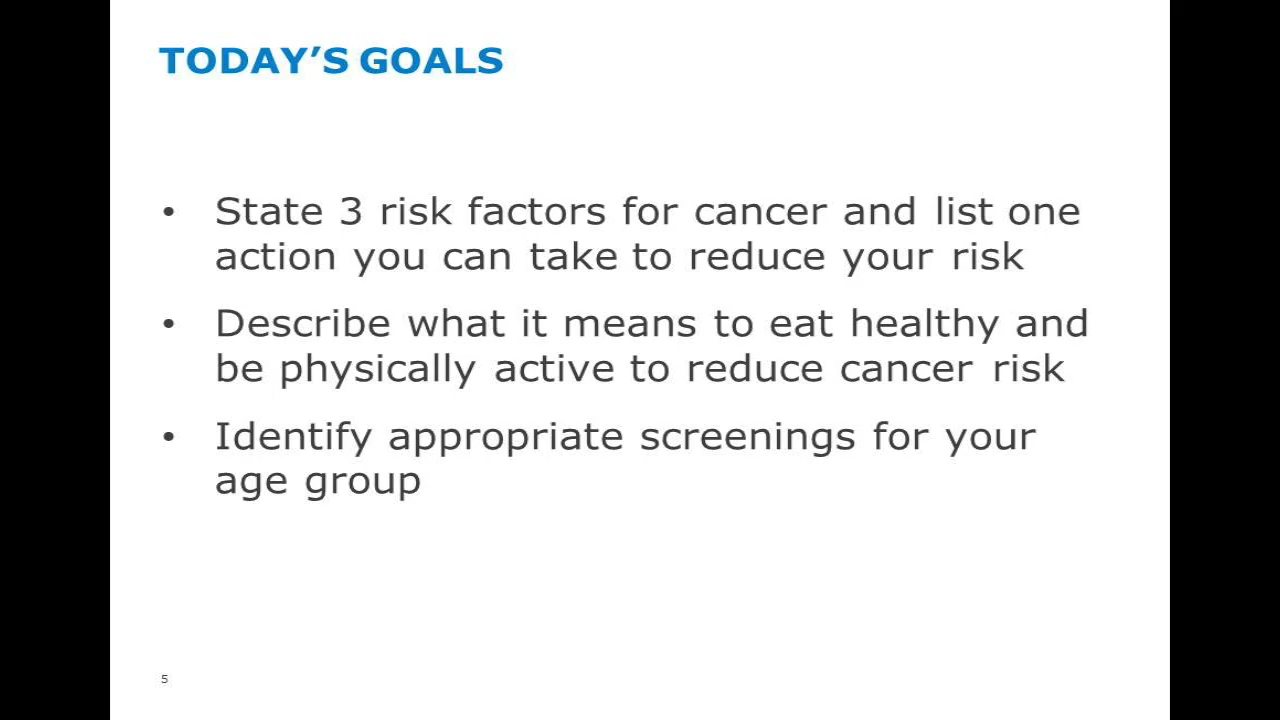 TODAY’S GOALS
• State 3 risk factors for cancer and list one
action you can take to reduce your risk
• Describe what it means to eat healthy and
be physically active to reduce cancer risk
• Identify appropriate screenings for your
age group
5